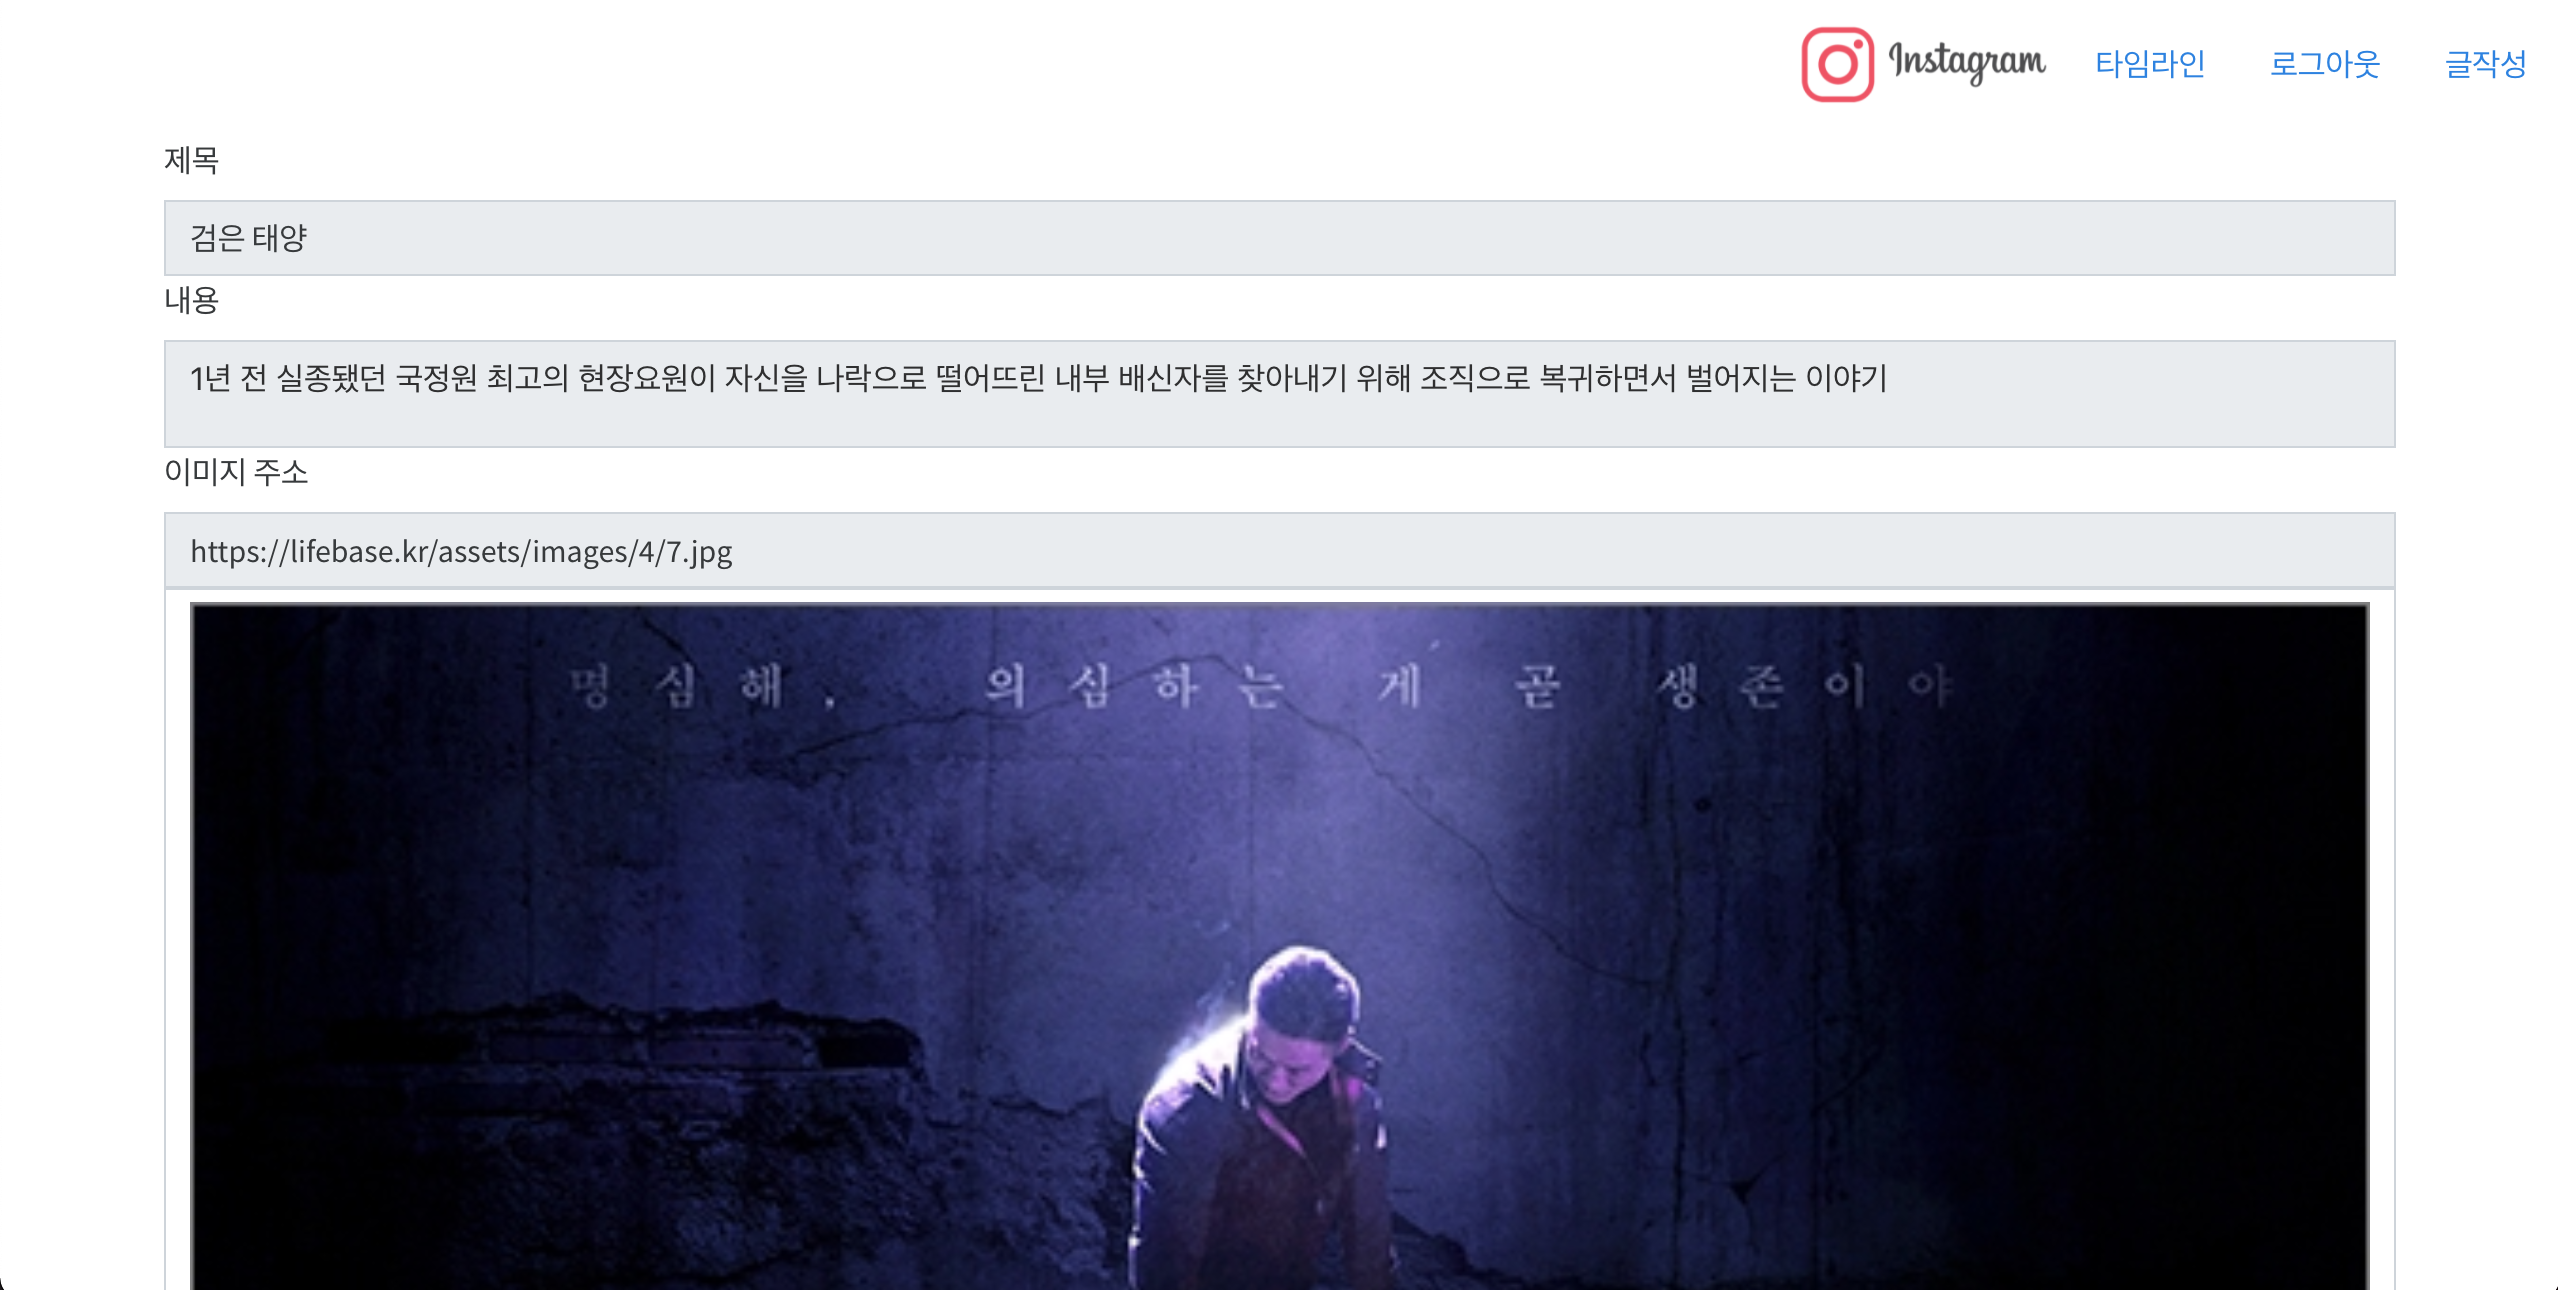 Instagram 타임라인 로그아웃 글작성
제목
검은 태양
내용
1년 전 실종됐던 국정원 최고의 현장요원이 자신을 나락으로 떨어뜨린 내부 배신자를 찾아내기 위해 조직으로 복귀하면서 벌어지는 이야기
이미지 주소
https://lifebase.kr/assets/images/4/7.jpg
명심해, 의심하는 게 곧 생존이야